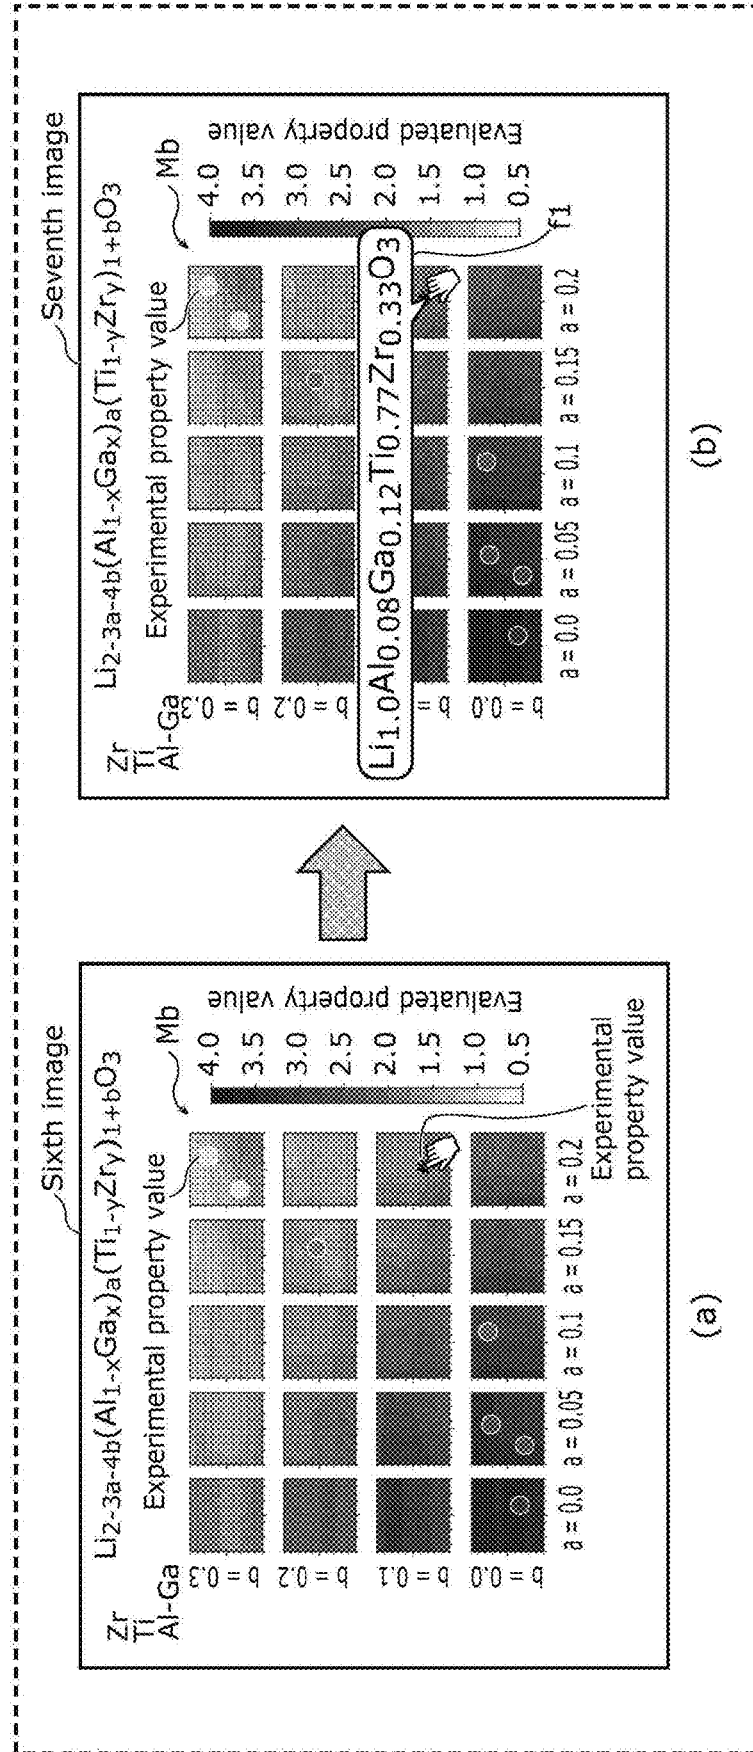 Sixth image
Zr
Ti
Al-Ga
Li2-3a-4b(Al1-xGax)a(Ti1-yZry)1+bO3
Experimental property value
Mb
b = 0.3
b = 0.2
b = 0.1
b = 0.0
a = 0.0 a = 0.05 a = 0.1 a = 0.15 a = 0.2
4.0
3.5
3.0
2.5
2.0
1.5
1.0
0.5
Evaluated property value
Experimental
property value
(a)
Seventh image
Zr
Ti
Al-Ga
Li2-3a-4b(Al1-xGax)a(Ti1-yZry)1+bO3
Experimental property value
Mb
b = 0.3
b = 0.2
Li1.0Al0.08Ga0.12Ti0.77Zr0.33O3
b =
b = 0.0
a = 0.0 a = 0.05 a = 0.1 a = 0.15 a = 0.2
4.0
3.5
3.0
2.5
2.0
1.5
1.0
0.5
f1
Evaluated property value
(b)